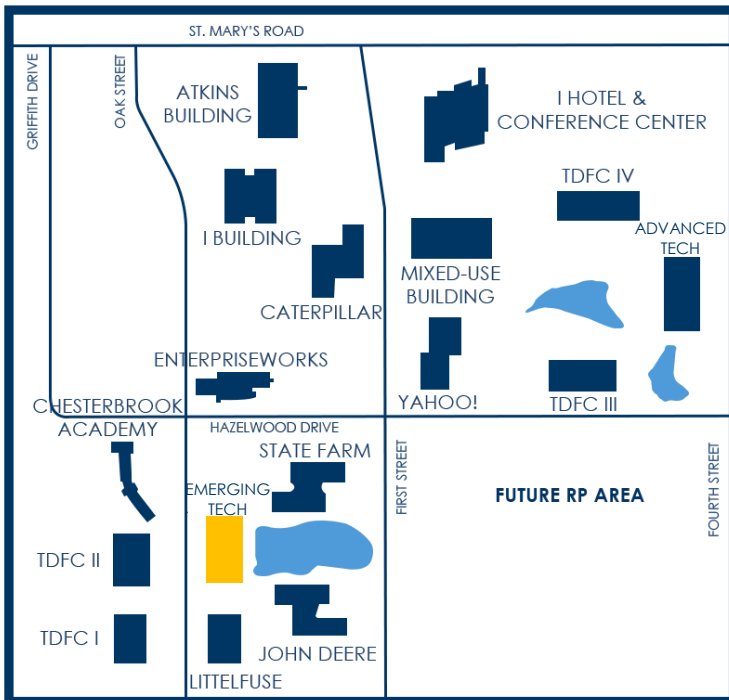 ST. MARY'S ROAD
GRIFFITH DRIVE
OAK STREET
ATKINS
BUILDING
I HOTEL &
CONFERENCE CENTER
TDFC IV
I BUILDING
ADVANCED
TECH
MIXED-USE
BUILDING
CATERPILLAR
ENTERPRISEWORKS
YAHOO!
TDFC III
CHESTERBROOK
ACADEMY
HAZELWOOD DRIVE
STATE FARM
FIRST STREET
FOURTH STREET
EMERGING
TECH
FUTURE RP AREA
TDFC II
TDFC I
JOHN DEERE
LITTELFUSE